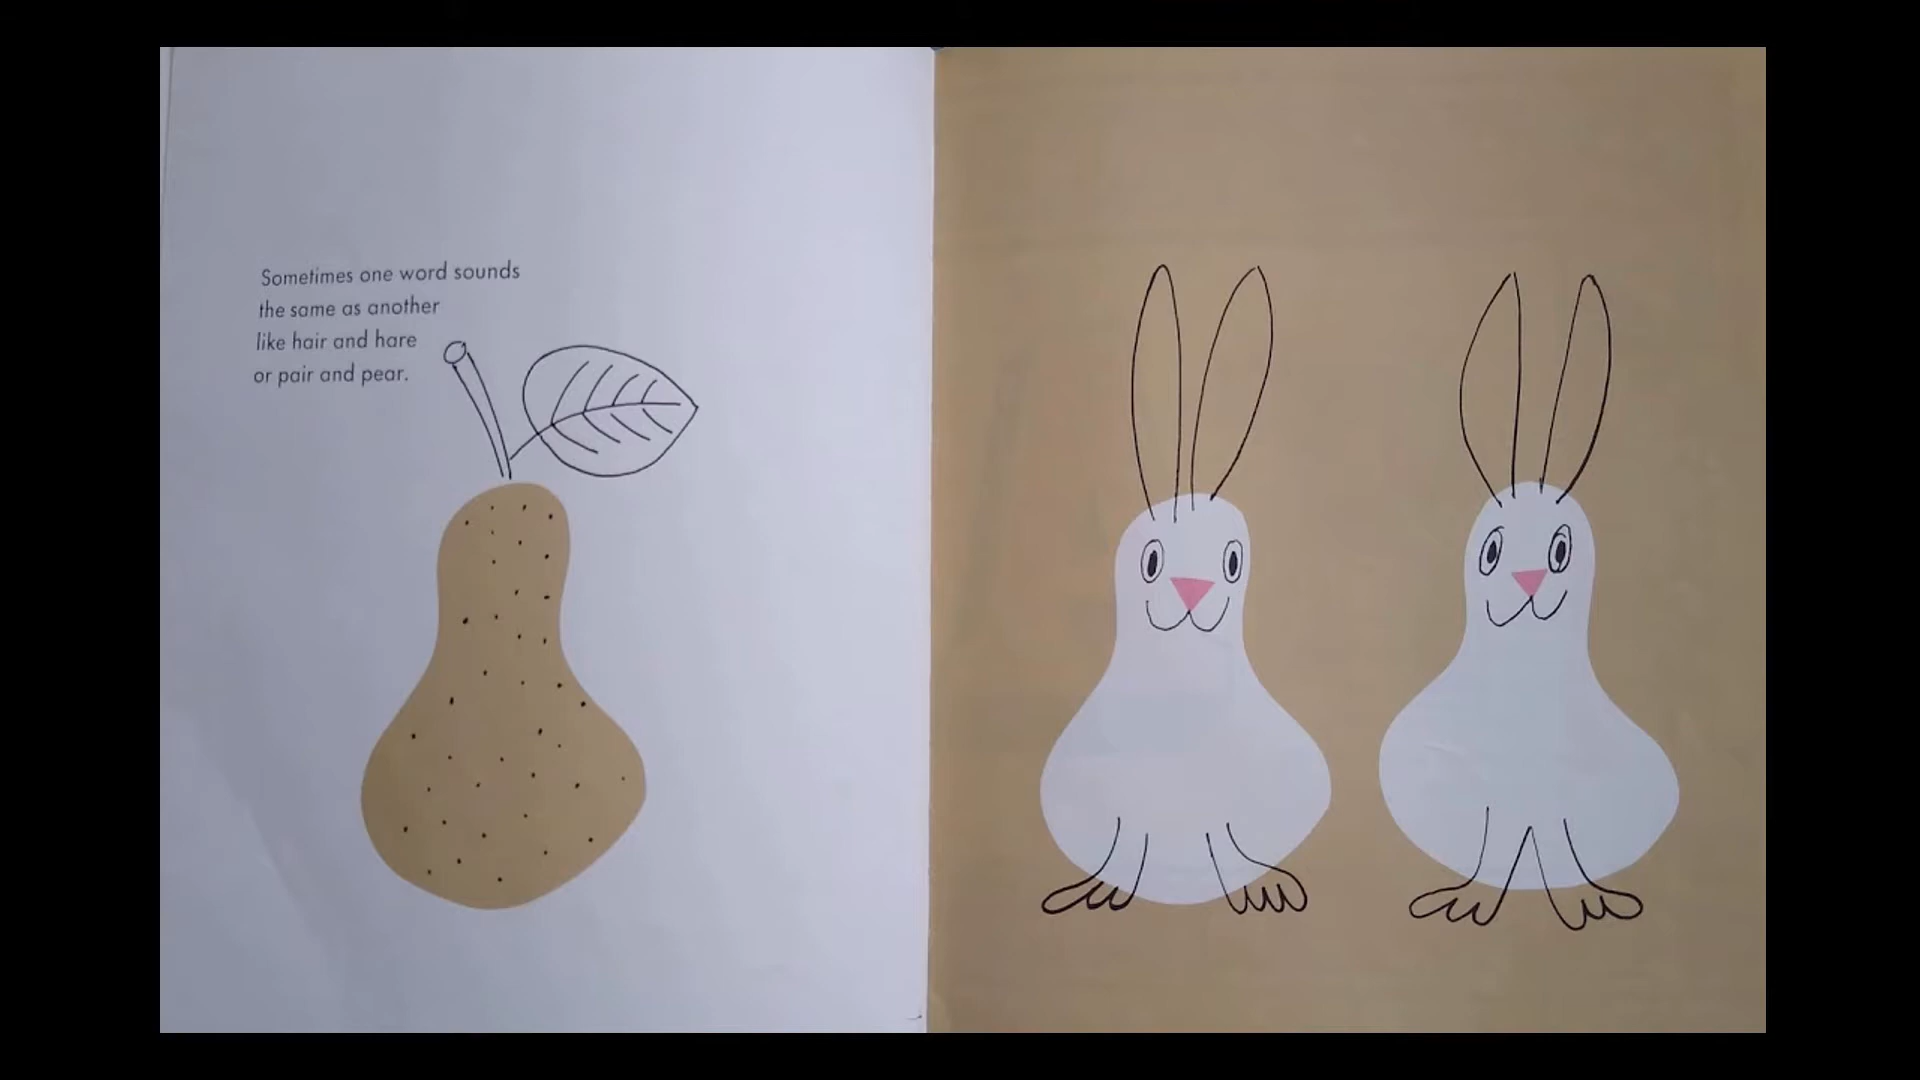 Sometimes one word sounds
the same as another
like hair and hare
or pair and pear.